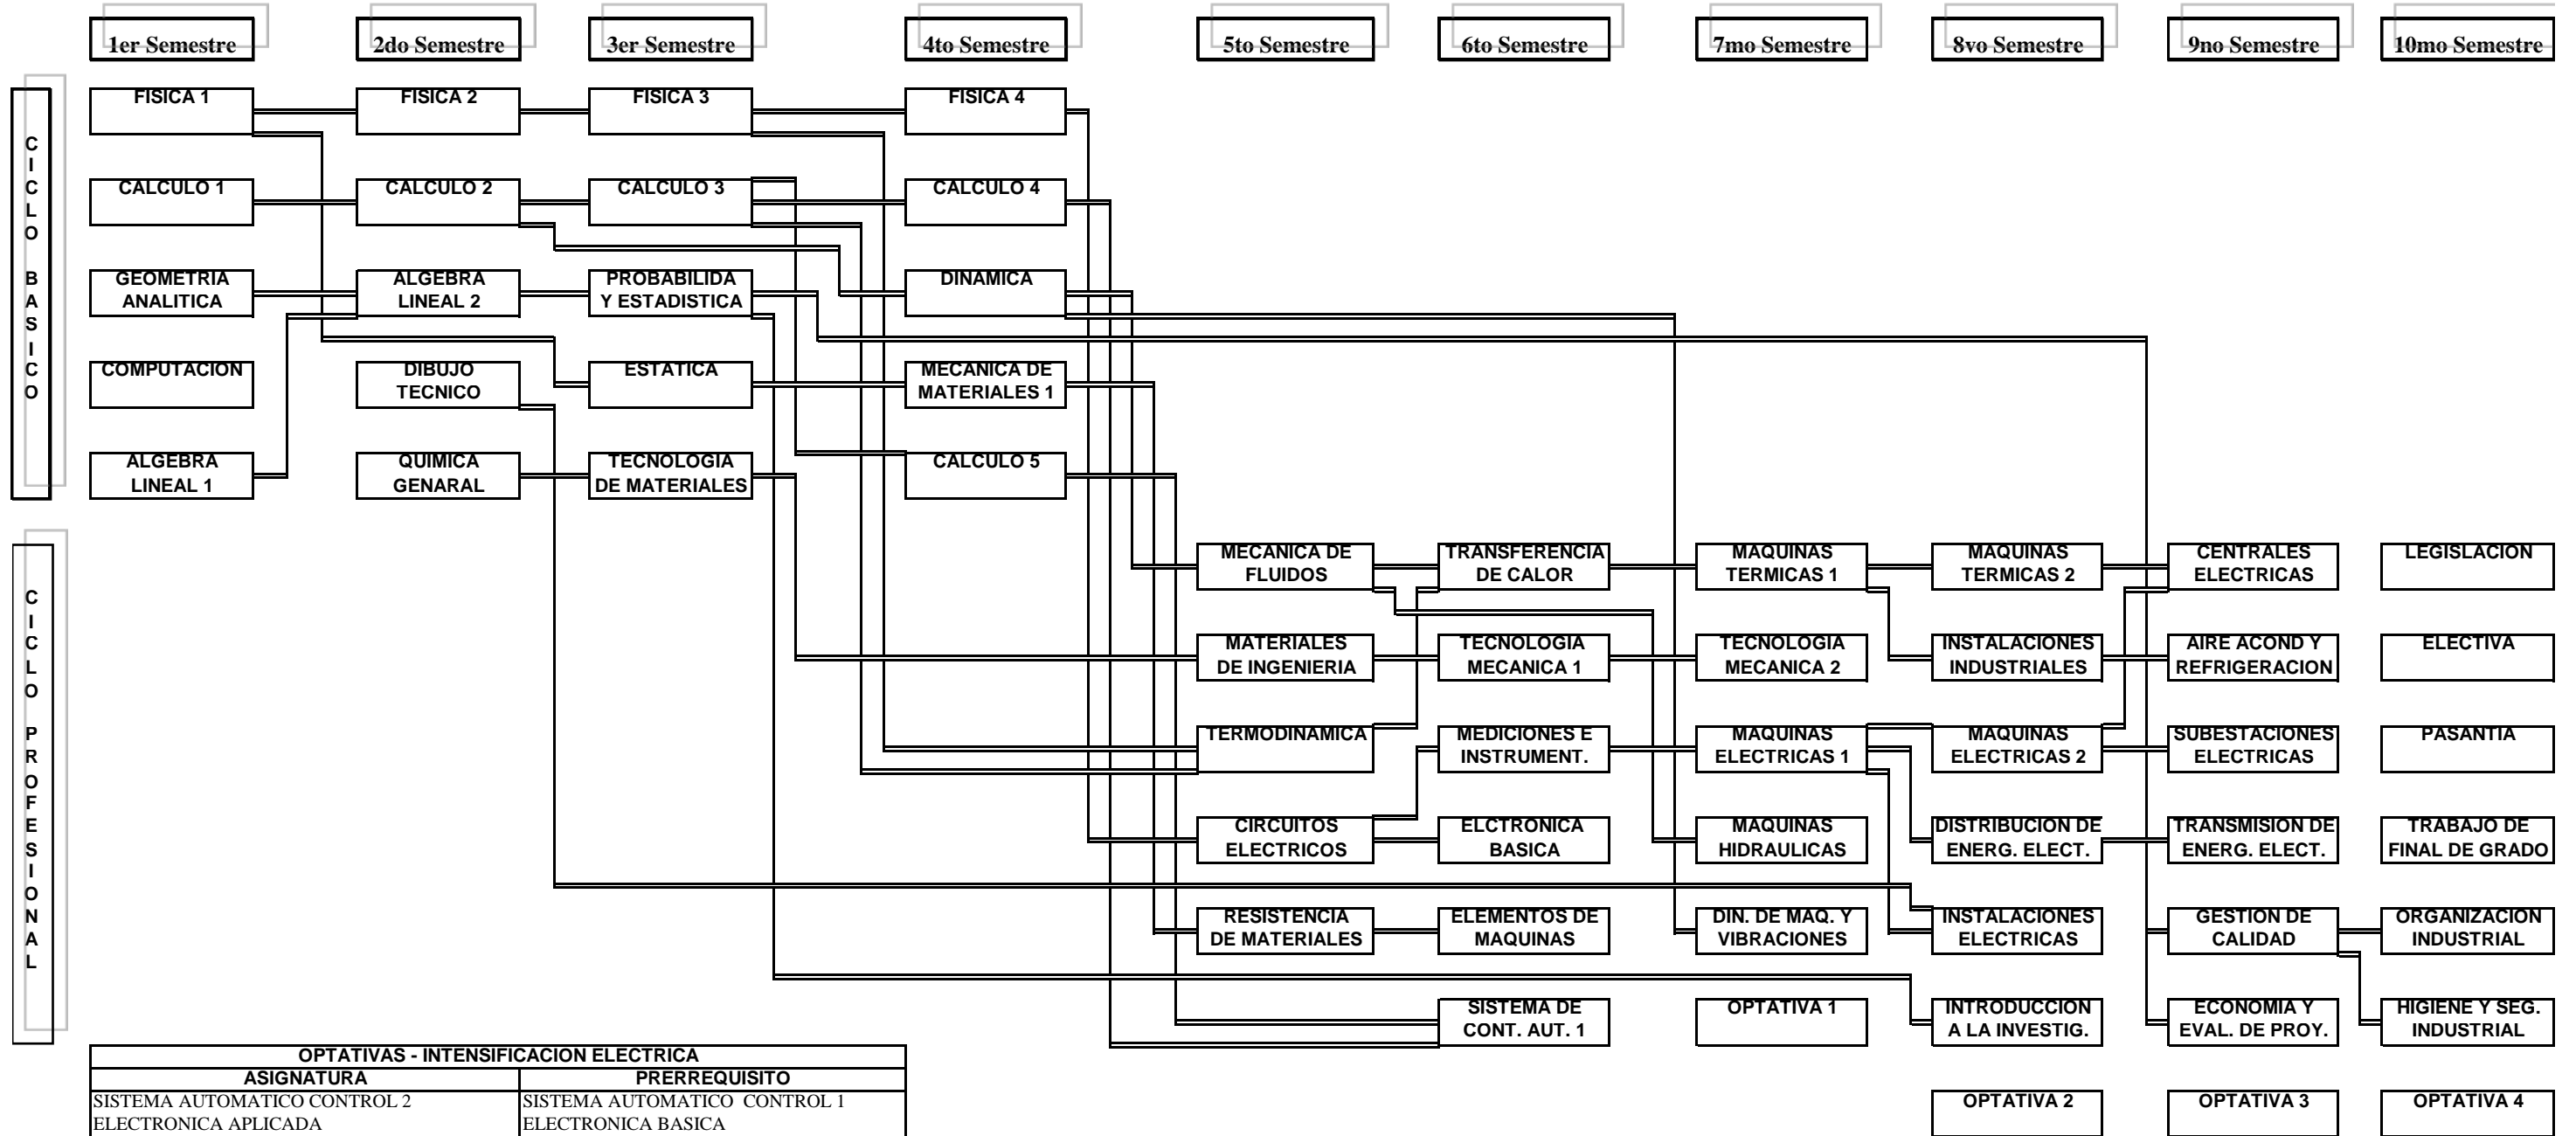 1er Semestre 2do Semestre 3er Semestre 4to Semestre 5to Semestre 6to Semestre 7mo Semestre 8vo Semestre 9no Semestre 10mo Semestre
CICLO BASICO
FISICA 1 FISICA 2 FISICA 3 FISICA 4
CALCULO 1 CALCULO 2 CALCULO 3 CALCULO 4
GEOMETRIA ALGEBRA PROBABILIDA DINAMICA
ANALITICA LINEAL 2 Y ESTADISTICA
COMPUTACION DIBUJO ESTATICA MECANICA DE
TECNICO MATERIALES 1
ALGEBRA QUIMICA TECNOLOGIA CALCULO 5
LINEAL 1 GENARAL DE MATERIALES
CICLO PROFESIONAL
MECANICA DE TRANSFERENCIA MAQUINAS MAQUINAS CENTRALES LEGISLACION
FLUIDOS DE CALOR TERMICAS 1 TERMICAS 2 ELECTRICAS
MATERIALES TECNOLOGIA TECNOLOGIA INSTALACIONES AIRE ACOND Y ELECTIVA
DE INGENIERIA MECANICA 1 MECANICA 2 INDUSTRIALES REFRIGERACION
TERMODINAMICA MEDICIONES E MAQUINAS MAQUINAS SUBESTACIONES PASANTIA
INSTRUMENT. ELECTRICAS 1 ELECTRICAS 2 ELECTRICAS
CIRCUITOS ELCTRONICA MAQUINAS DISTRIBUCION DE TRANSMISION DE TRABAJO DE
ELECTRICOS BASICA HIDRAULICAS ENERG. ELECT. ENERG. ELECT. FINAL DE GRADO
RESISTENCIA ELEMENTOS DE DIN. DE MAQ. Y INSTALACIONES GESTION DE ORGANIZACION
DE MATERIALES MAQUINAS VIBRACIONES ELECTRICAS CALIDAD INDUSTRIAL
SISTEMA DE OPTATIVA 1 INTRODUCCION ECONOMIA Y HIGIENE Y SEG.
CONT. AUT. 1 A LA INVESTIG. EVAL. DE PROY. INDUSTRIAL
OPTATIVAS - INTENSIFICACION ELECTRICA
ASIGNATURA PRERREQUISITO
SISTEMA AUTOMATICO CONTROL 2 SISTEMA AUTOMATICO CONTROL 1
ELECTRONICA APLICADA ELECTRONICA BASICA
OPTATIVA 2 OPTATIVA 3 OPTATIVA 4